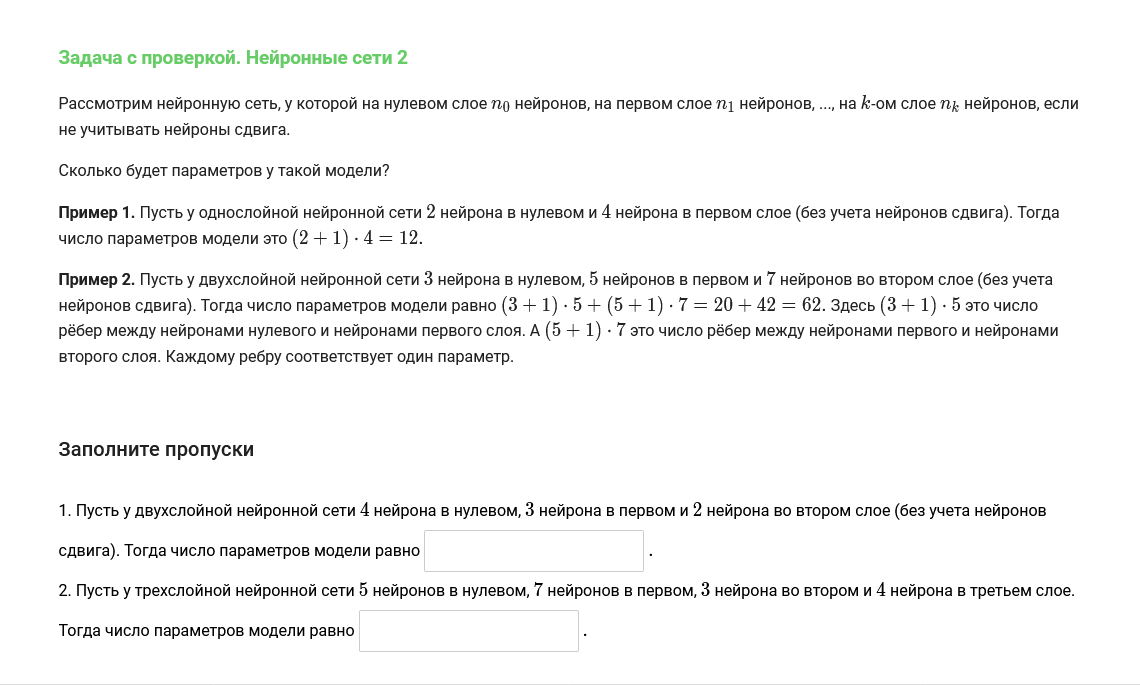 Задача с проверкой. Нейронные сети 2
Рассмотрим нейронную сеть, у которой на нулевом слое n₀ нейронов, на первом слое n₁ нейронов, ..., на k-ом слое nₖ нейронов, если
не учитывать нейроны сдвига.
Сколько будет параметров у такой модели?
Пример 1. Пусть у однослойной нейронной сети 2 нейрона в нулевом и 4 нейрона в первом слое (без учета нейронов сдвига). Тогда
число параметров модели это (2 + 1) · 4 = 12.
Пример 2. Пусть у двухслойной нейронной сети 3 нейрона в нулевом, 5 нейронов в первом и 7 нейронов во втором слое (без учета
нейронов сдвига). Тогда число параметров модели равно (3 + 1) · 5 + (5 + 1) · 7 = 20 + 42 = 62. Здесь (3 + 1) · 5 это число
рёбер между нейронами нулевого и нейронами первого слоя. А (5 + 1) · 7 это число рёбер между нейронами первого и нейронами
второго слоя. Каждому ребру соответствует один параметр.
Заполните пропуски
1. Пусть у двухслойной нейронной сети 4 нейрона в нулевом, 3 нейрона в первом и 2 нейрона во втором слое (без учета нейронов
сдвига). Тогда число параметров модели равно .
2. Пусть у трехслойной нейронной сети 5 нейронов в нулевом, 7 нейронов в первом, 3 нейрона во втором и 4 нейрона в третьем слое.
Тогда число параметров модели равно .